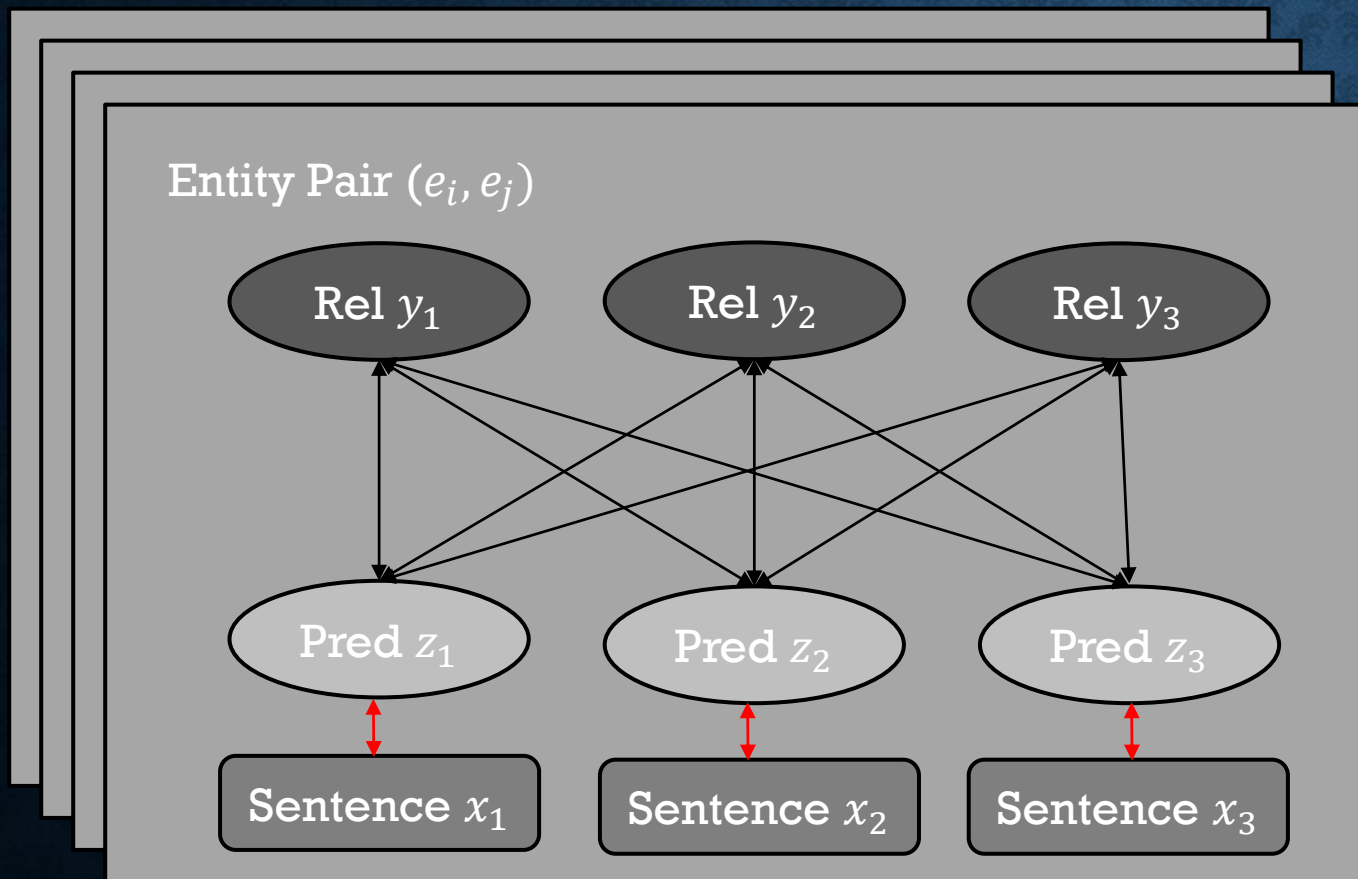 Entity Pair (e_i, e_j)
Rel y_1
Rel y_2
Rel y_3
Pred z_1
Pred z_2
Pred z_3
Sentence x_1
Sentence x_2
Sentence x_3